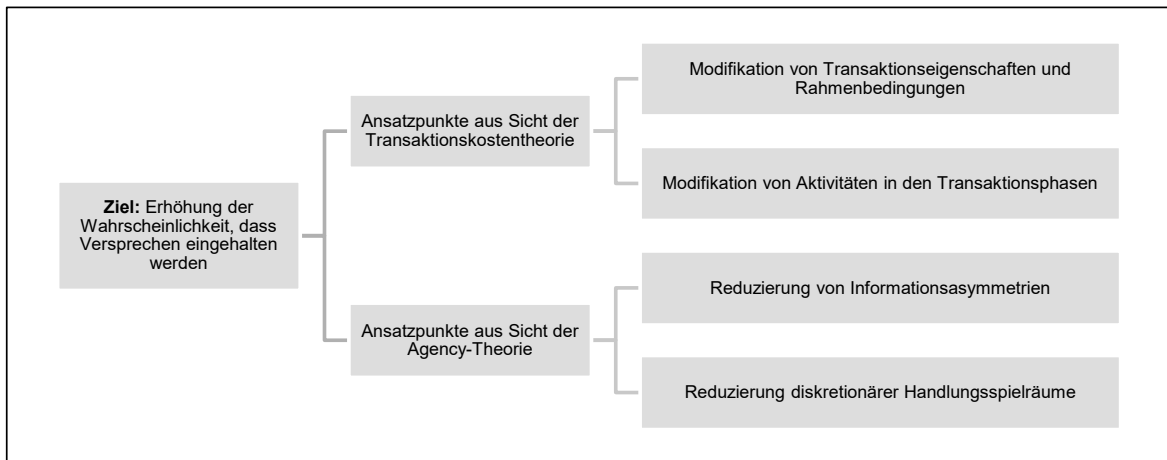 Ziel: Erhöhung der
Wahrscheinlichkeit, dass
Versprechen eingehalten
werden
Ansatzpunkte aus Sicht der
Transaktionskostentheorie
Modifikation von Transaktionseigenschaften und
Rahmenbedingungen
Modifikation von Aktivitäten in den Transaktionsphasen
Ansatzpunkte aus Sicht der
Agency-Theorie
Reduzierung von Informationsasymmetrien
Reduzierung diskretionärer Handlungsspielräume